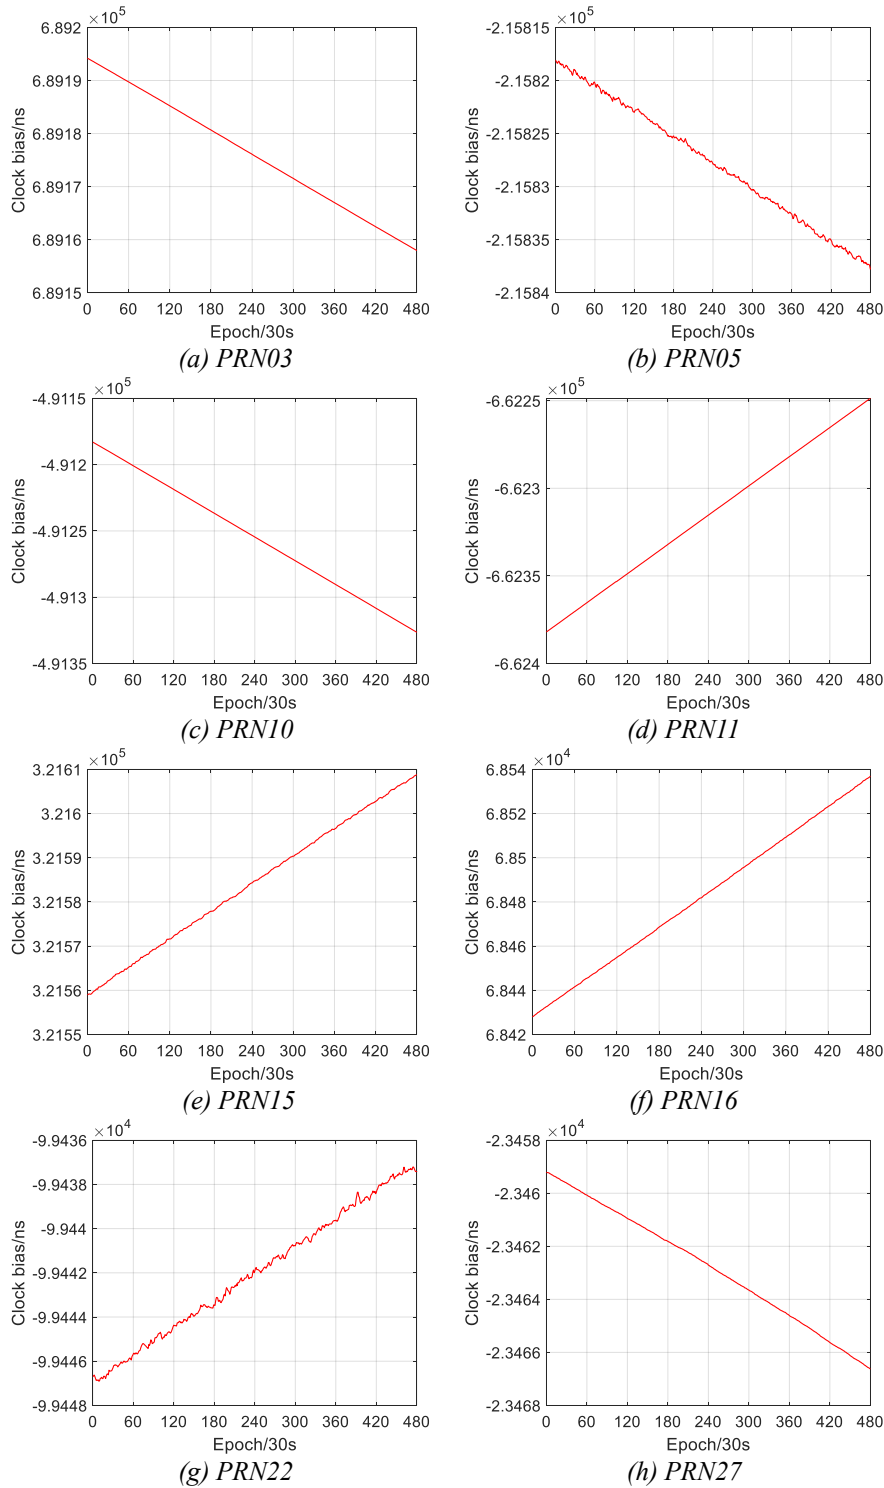 ×10^5
6.892
6.8919
6.8918
6.8917
6.8916
6.8915
Clock bias/ns
0 60 120 180 240 300 360 420 480
Epoch/30s
(a) PRN03
×10^5
-2.15815
-2.1582
-2.15825
-2.1583
-2.15835
-2.1584
Clock bias/ns
0 60 120 180 240 300 360 420 480
Epoch/30s
(b) PRN05
×10^5
-4.9115
-4.912
-4.9125
-4.913
-4.9135
Clock bias/ns
0 60 120 180 240 300 360 420 480
Epoch/30s
(c) PRN10
×10^5
-6.6225
-6.623
-6.6235
-6.624
Clock bias/ns
0 60 120 180 240 300 360 420 480
Epoch/30s
(d) PRN11
×10^5
3.2161
3.216
3.2159
3.2158
3.2157
3.2156
3.2155
Clock bias/ns
0 60 120 180 240 300 360 420 480
Epoch/30s
(e) PRN15
×10^4
6.854
6.852
6.85
6.848
6.846
6.844
6.842
Clock bias/ns
0 60 120 180 240 300 360 420 480
Epoch/30s
(f) PRN16
×10^4
-9.9436
-9.9438
-9.944
-9.9442
-9.9444
-9.9446
-9.9448
Clock bias/ns
0 60 120 180 240 300 360 420 480
Epoch/30s
(g) PRN22
×10^4
-2.3458
-2.346
-2.3462
-2.3464
-2.3466
-2.3468
Clock bias/ns
0 60 120 180 240 300 360 420 480
Epoch/30s
(h) PRN27